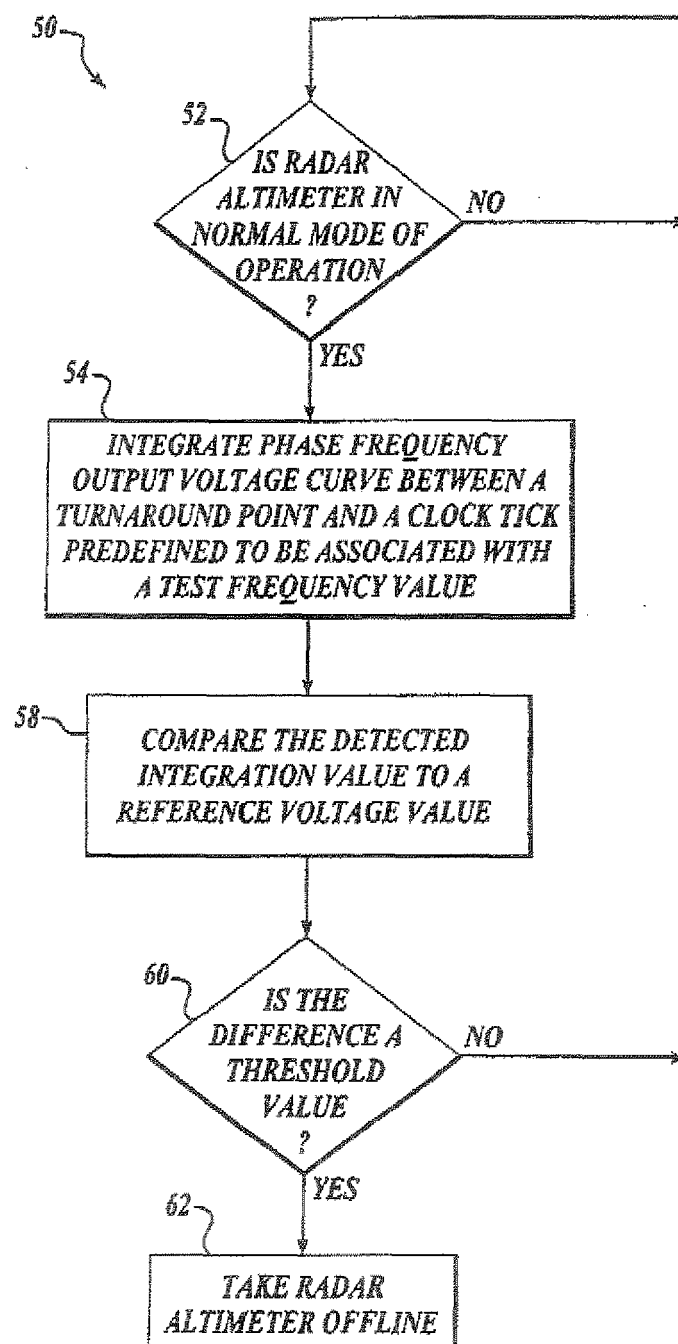 50
52
IS RADAR
ALTIMETER IN
NORMAL MODE OF
OPERATION
?
NO
YES
54
INTEGRATE PHASE FREQUENCY
OUTPUT VOLTAGE CURVE BETWEEN A
TURNAROUND POINT AND A CLOCK TICK
PREDEFINED TO BE ASSOCIATED WITH
A TEST FREQUENCY VALUE
58
COMPARE THE DETECTED
INTEGRATION VALUE TO A
REFERENCE VOLTAGE VALUE
60
IS THE
DIFFERENCE A
THRESHOLD
VALUE
?
NO
YES
62
TAKE RADAR
ALTIMETER OFFLINE